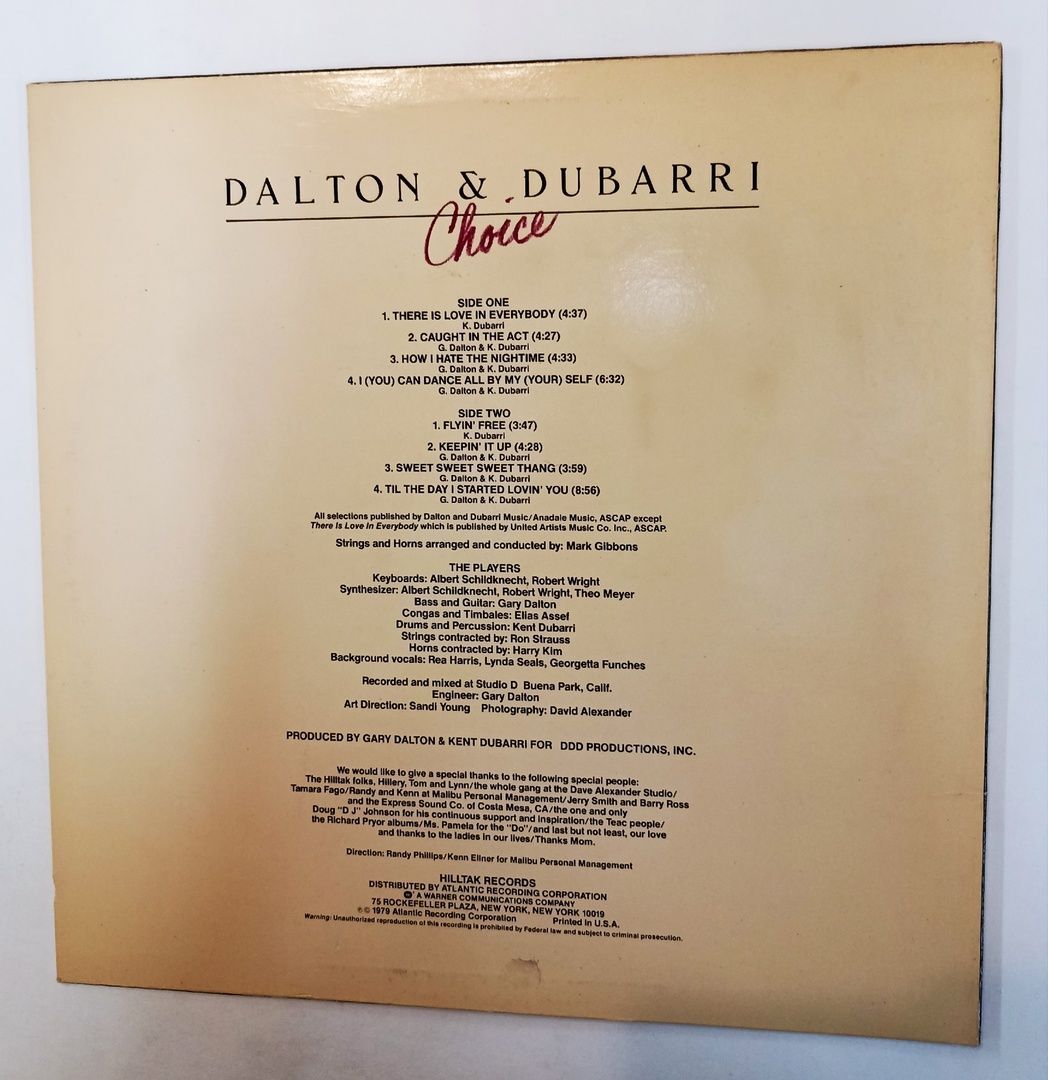 DALTON & DUBARRI
Choice
SIDE ONE
1. THERE IS LOVE IN EVERYBODY (4:37)
K. Dubarri
2. CAUGHT IN THE ACT (4:27)
G. Dalton & K. Dubarri
3. HOW I HATE THE NIGHTIME (4:33)
G. Dalton & K. Dubarri
4. I (YOU) CAN DANCE ALL BY MY (YOUR) SELF (6:32)
G. Dalton & K. Dubarri
SIDE TWO
1. FLYIN' FREE (3:47)
K. Dubarri
2. KEEPIN' IT UP (4:28)
G. Dalton & K. Dubarri
3. SWEET SWEET SWEET THANG (3:59)
G. Dalton & K. Dubarri
4. TIL THE DAY I STARTED LOVIN' YOU (8:56)
G. Dalton & K. Dubarri
All selections published by Dalton and Dubarri Music/Anadale Music, ASCAP except
There Is Love In Everybody which is published by United Artists Music Co. Inc., ASCAP.
Strings and Horns arranged and conducted by: Mark Gibbons
THE PLAYERS
Keyboards: Albert Schildknecht, Robert Wright
Synthesizer: Albert Schildknecht, Robert Wright, Theo Meyer
Bass and Guitar: Gary Dalton
Congas and Timbales: Elias Assef
Drums and Percussion: Kent Dubarri
Strings contracted by: Ron Strauss
Horns contracted by: Harry Kim
Background vocals: Rea Harris, Lynda Seals, Georgetta Funches
Recorded and mixed at Studio D Buena Park, Calif.
Engineer: Gary Dalton
Art Direction: Sandi Young Photography: David Alexander
PRODUCED BY GARY DALTON & KENT DUBARRI FOR DDD PRODUCTIONS, INC.
We would like to give a special thanks to the following special people:
The Hilltak folks, Hillery, Tom and Lynn/the whole gang at the Dave Alexander Studio/
Tamara Fago/Randy and Kenn at Malibu Personal Management/Jerry Smith and Barry Ross
and the Express Sound Co. of Costa Mesa, CA/the one and only
Doug "D J" Johnson for his continuous support and inspiration/the Teac people/
the Richard Pryor albums/Ms. Pamela for the "Do"/and last but not least, our love
and thanks to the ladies in our lives/Thanks Mom.
Direction: Randy Phillips/Kenn Ellner for Malibu Personal Management
HILLTAK RECORDS
DISTRIBUTED BY ATLANTIC RECORDING CORPORATION
A WARNER COMMUNICATIONS COMPANY
75 ROCKEFELLER PLAZA, NEW YORK, NEW YORK 10019
℗© 1979 Atlantic Recording Corporation Printed in U.S.A.
Warning: Unauthorized reproduction of this recording is prohibited by Federal law and subject to criminal prosecution.